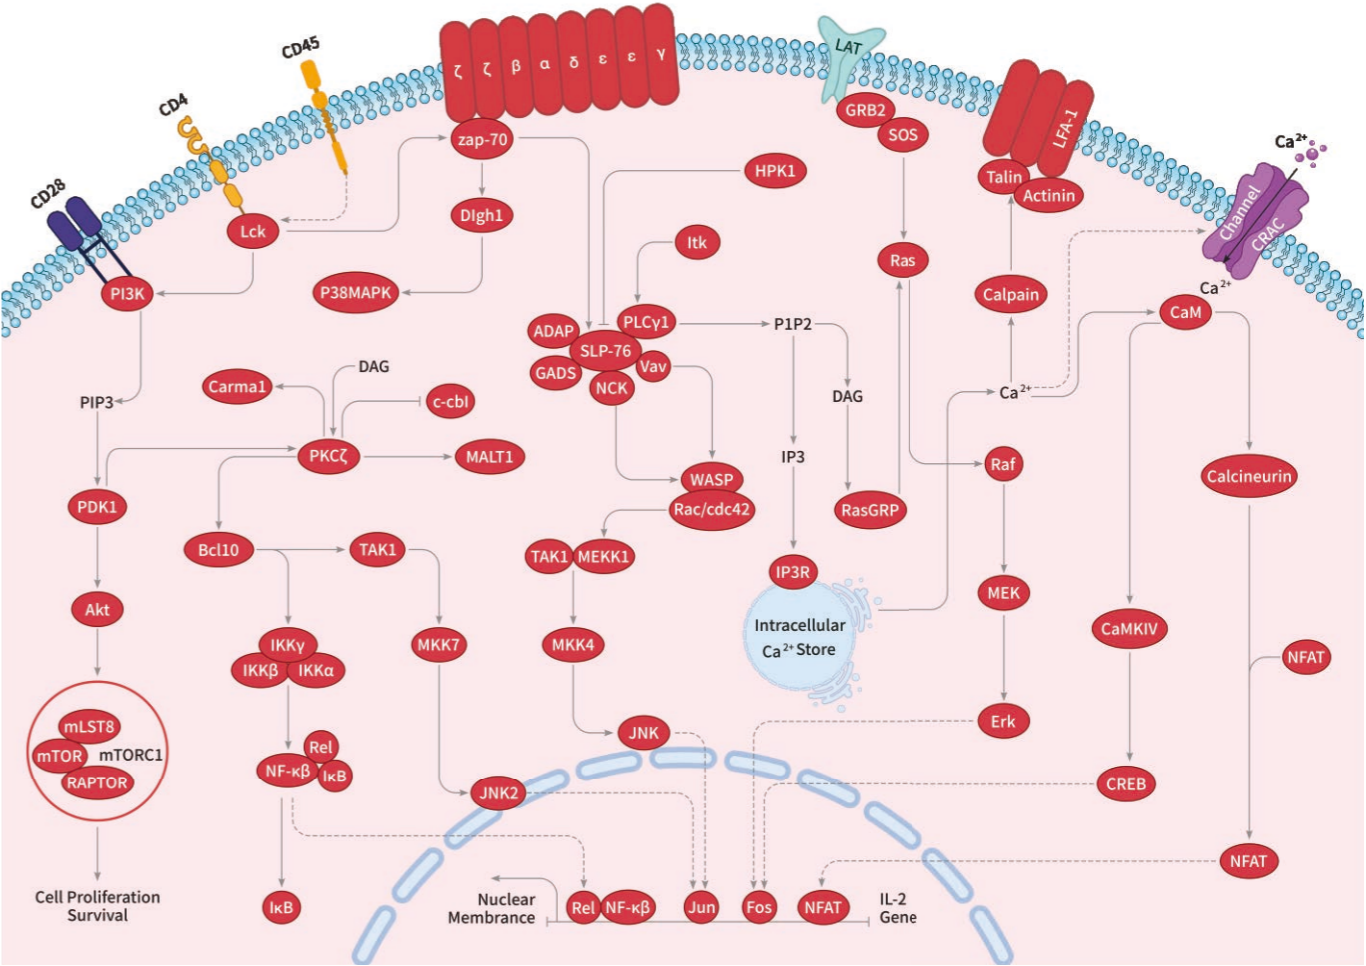 CD45
CD4
CD28
ζ ζ β α δ ε ε γ
LAT
GRB2
SOS
LFA-1
Talin
Actinin
Ca2+
Channel
CRAC
Ca2+
zap-70
HPK1
DIgh1
Lck
Itk
Ras
PI3K
P38MAPK
Calpain
CaM
ADAP
PLCγ1
P1P2
SLP-76
GADS
Vav
NCK
DAG
Carma1
c-cbl
PIP3
DAG
Ca2+
PKCζ
MALT1
IP3
Raf
Calcineurin
PDK1
WASP
Rac/cdc42
RasGRP
Bcl10
TAK1
TAK1
MEKK1
IP3R
MEK
Akt
Intracellular
Ca2+ Store
CaMKIV
IKKγ
IKKβ
IKKα
MKK7
MKK4
NFAT
mLST8
mTOR
mTORC1
RAPTOR
JNK
Erk
Rel
NF-κβ
IκB
JNK2
CREB
NFAT
Cell Proliferation
Survival
IκB
Nuclear
Membrance
Rel
NF-κβ
Jun
Fos
NFAT
IL-2
Gene